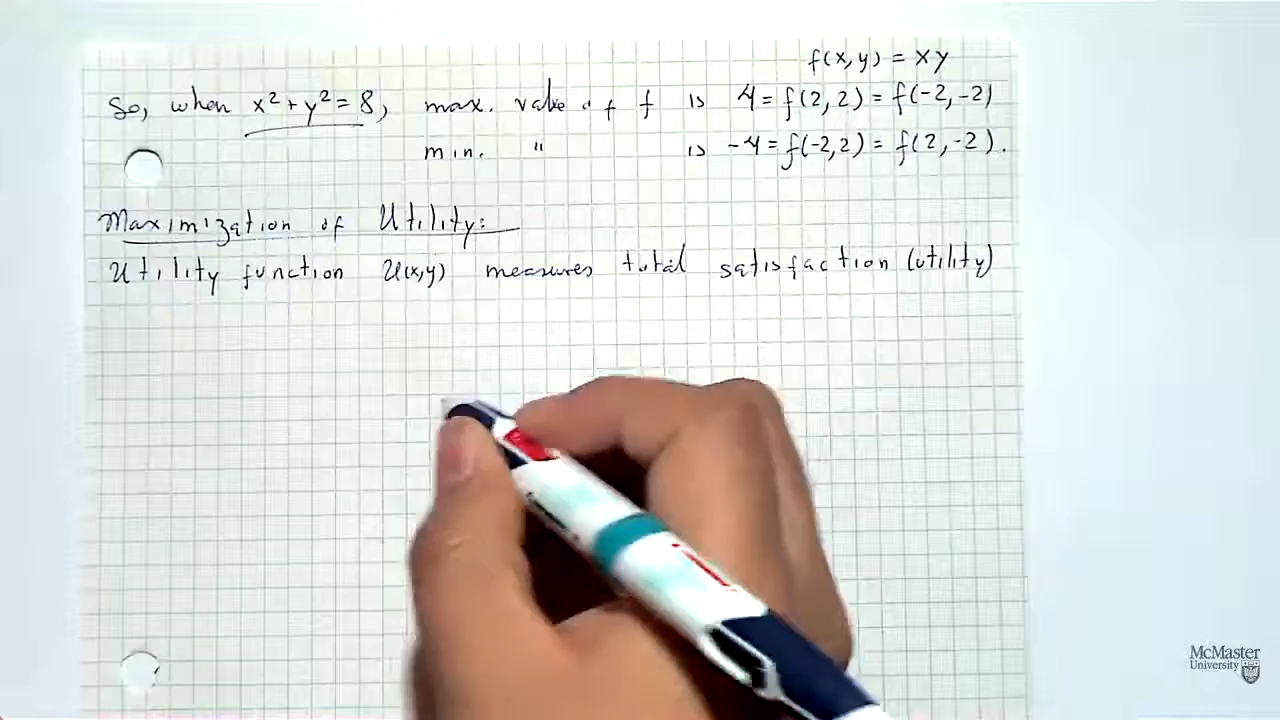 f(x,y) = xy
So, when x²+y²=8, max. value of f is 4 = f(2,2) = f(-2,-2)
min. " is -4 = f(-2,2) = f(2,-2).
Maximization of Utility:
Utility function U(x,y) measures total satisfaction (utility)
McMaster
University